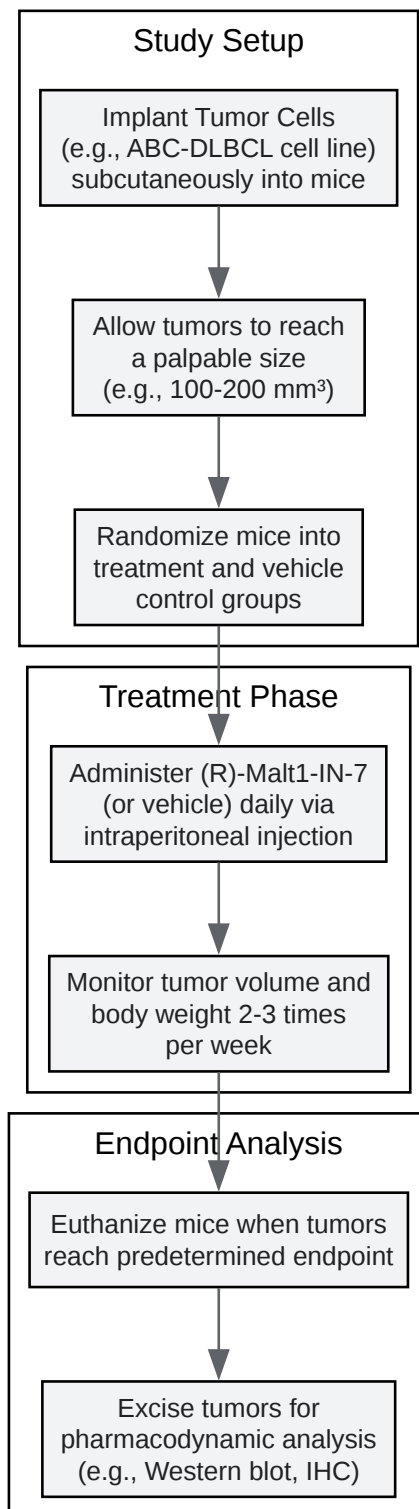 Study Setup
Implant Tumor Cells
(e.g., ABC-DLBCL cell line)
subcutaneously into mice
Allow tumors to reach
a palpable size
(e.g., 100-200 mm³)
Randomize mice into
treatment and vehicle
control groups
Treatment Phase
Administer (R)-Malt1-IN-7
(or vehicle) daily via
intraperitoneal injection
Monitor tumor volume and
body weight 2-3 times
per week
Endpoint Analysis
Euthanize mice when tumors
reach predetermined endpoint
Excise tumors for
pharmacodynamic analysis
(e.g., Western blot, IHC)